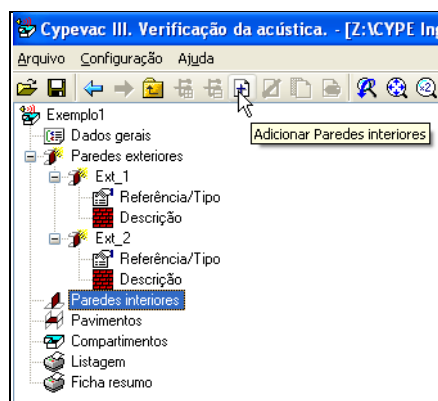 Cypevac III. Verificação da acústica. - [Z:\CYPE Ing
Arquivo Configuração Ajuda
Adicionar Paredes interiores
Exemplo1
Dados gerais
Paredes exteriores
Ext_1
Referência/Tipo
Descrição
Ext_2
Referência/Tipo
Descrição
Paredes interiores
Pavimentos
Compartimentos
Listagem
Ficha resumo